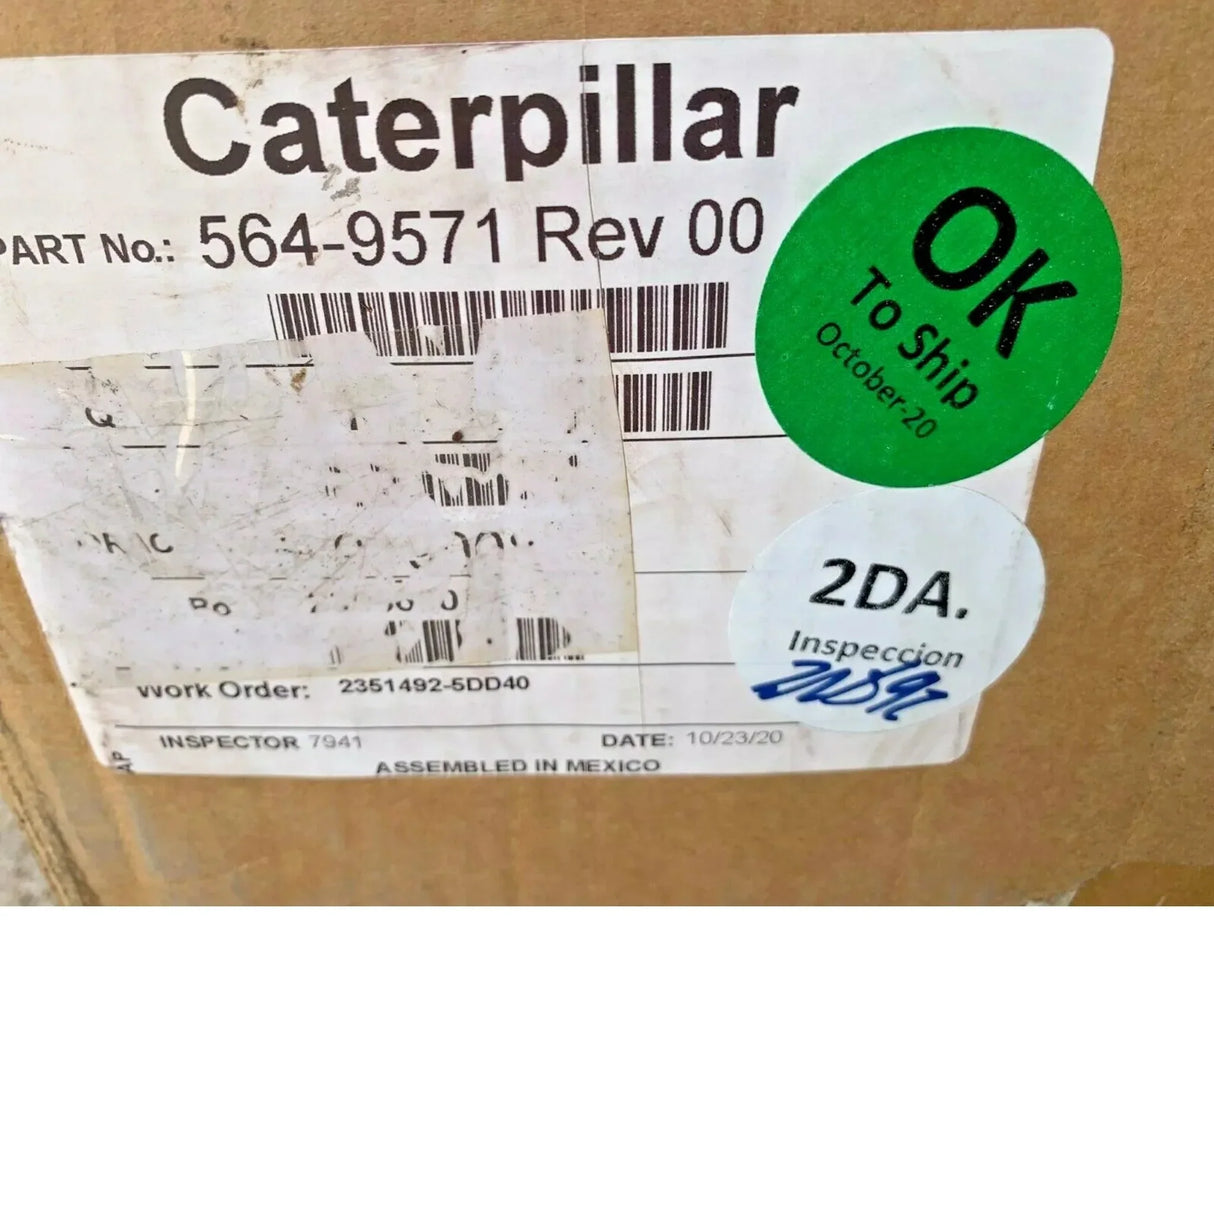 Caterpillar
PART No.: 564-9571 Rev 00
OK
To Ship
October-20
2DA.
Inspeccion
Work Order: 2351492-5DD40
INSPECTOR 7941 DATE: 10/23/20
ASSEMBLED IN MEXICO